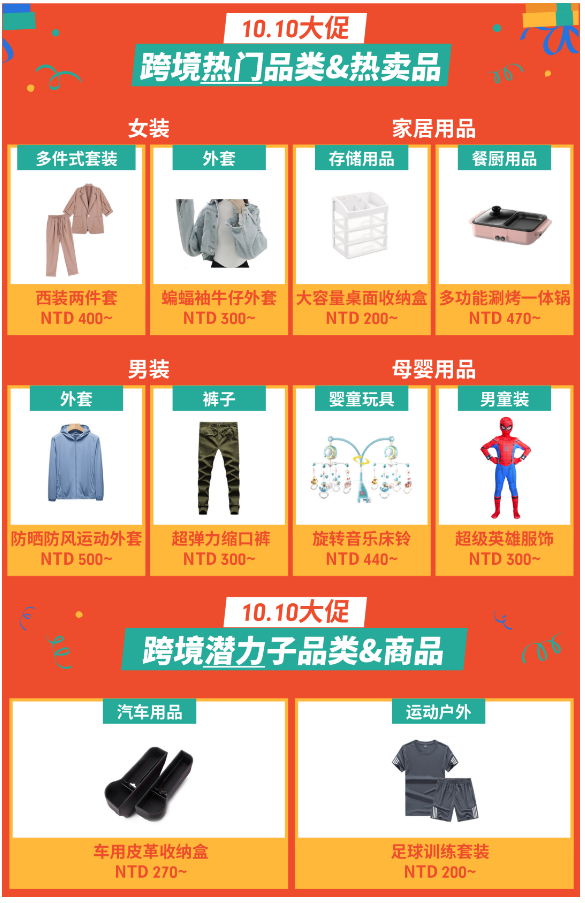 10.10大促
跨境热门品类&热卖品
女装 家居用品
多件式套装 外套 存储用品 餐厨用品
西装两件套 蝙蝠袖牛仔外套 大容量桌面收纳盒 多功能涮烤一体锅
NTD 400~ NTD 300~ NTD 200~ NTD 470~
男装 母婴用品
外套 裤子 婴童玩具 男童装
防晒防风运动外套 超弹力缩口裤 旋转音乐床铃 超级英雄服饰
NTD 500~ NTD 300~ NTD 440~ NTD 300~
10.10大促
跨境潜力子品类&商品
汽车用品 运动户外
车用皮革收纳盒 足球训练套装
NTD 270~ NTD 200~